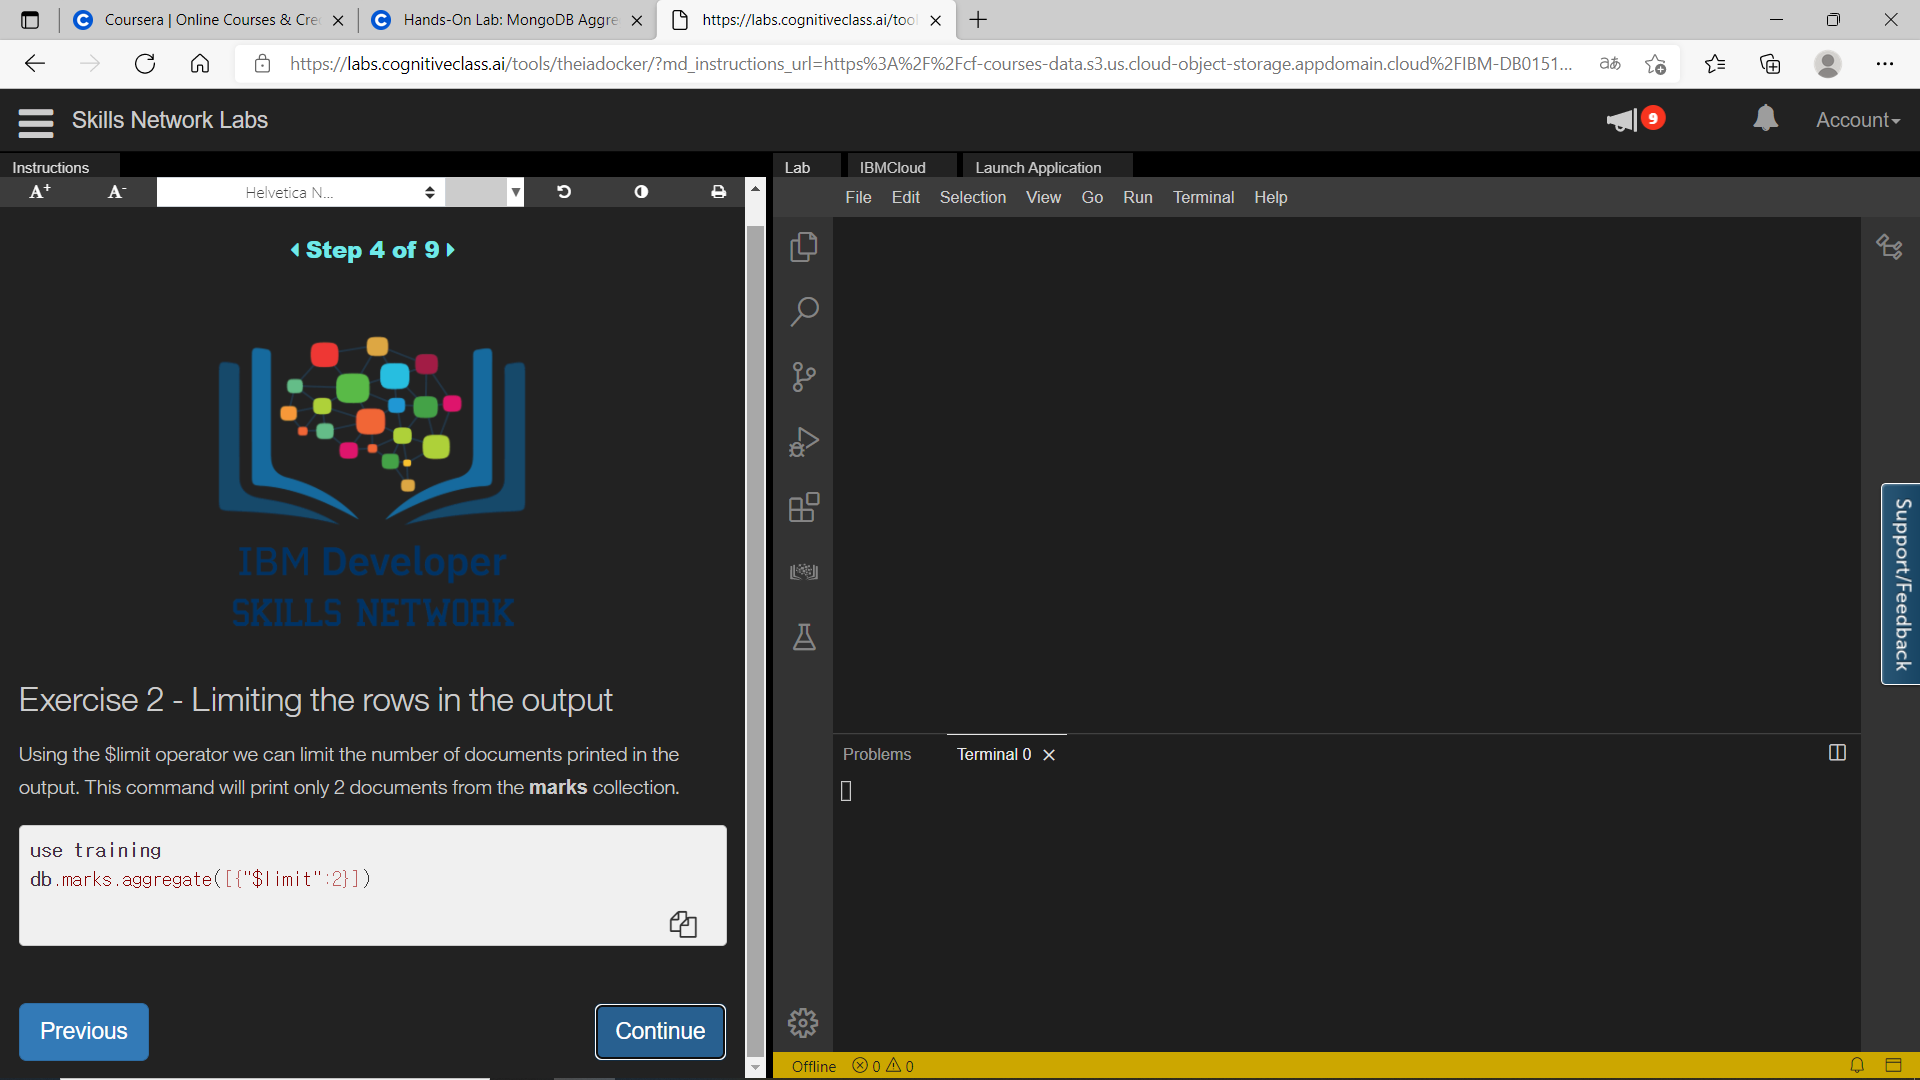 Coursera | Online Courses & Cre
Hands-On Lab: MongoDB Aggre
https://labs.cognitiveclass.ai/tool
https://labs.cognitiveclass.ai/tools/theiadocker/?md_instructions_url=https%3A%2F%2Fcf-courses-data.s3.us.cloud-object-storage.appdomain.cloud%2FIBM-DB0151...
Skills Network Labs
9
Account
Instructions
Lab
IBMCloud
Launch Application
A+
A-
Helvetica N...
File Edit Selection View Go Run Terminal Help
Step 4 of 9
IBM Developer
SKILLS NETWORK
Support/Feedback
Exercise 2 - Limiting the rows in the output
Using the $limit operator we can limit the number of documents printed in the
output. This command will print only 2 documents from the marks collection.
use training
db.marks.aggregate([{"$limit":2}])
Previous
Continue
Problems
Terminal 0
Offline 0 0